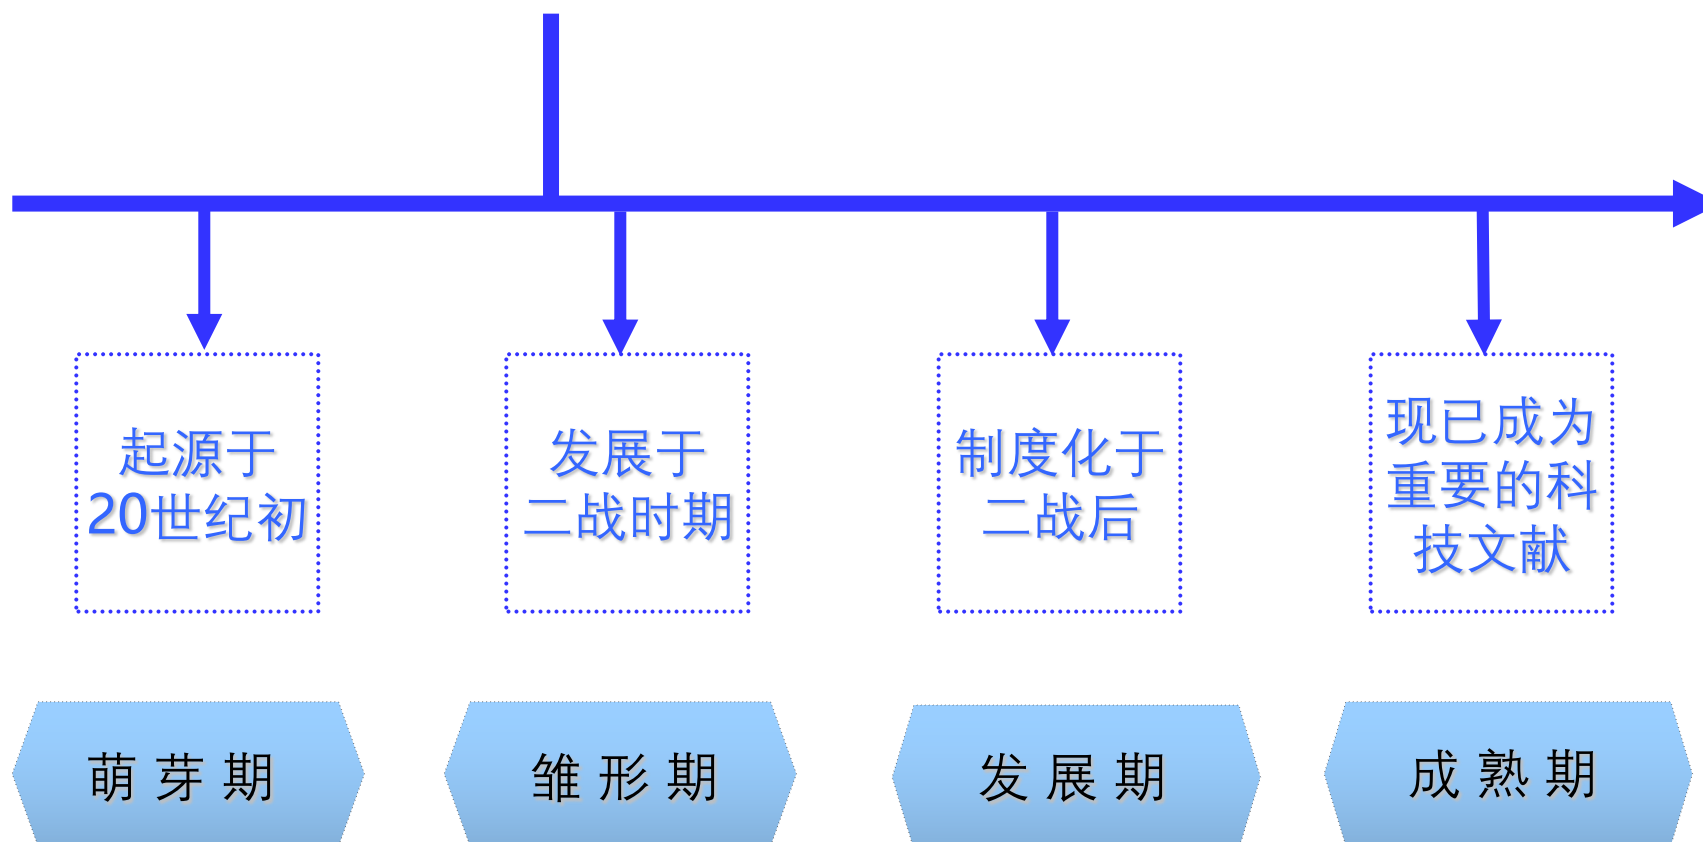 起源于
20世纪初
发展于
二战时期
制度化于
二战后
现已成为
重要的科
技文献
萌芽期
雏形期
发展期
成熟期